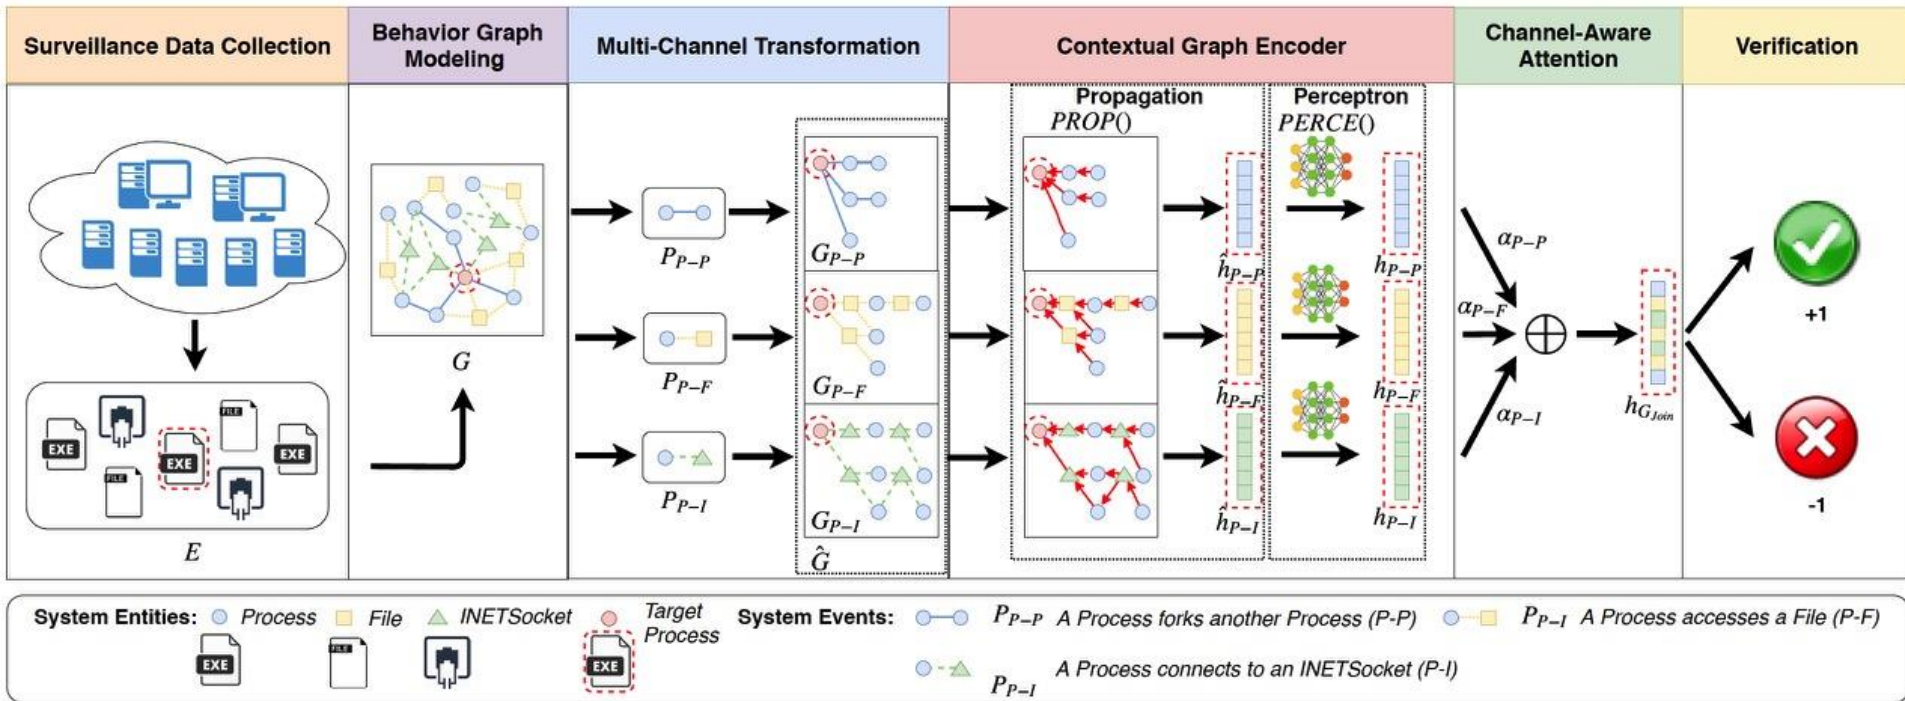 Surveillance Data Collection
Behavior Graph
Modeling
Multi-Channel Transformation
Contextual Graph Encoder
Channel-Aware
Attention
Verification
EXE
FILE
FILE
EXE
EXE
E
G
P_{P-P}
P_{P-F}
P_{P-I}
G_{P-P}
G_{P-F}
G_{P-I}
Ĝ
Propagation
PROP()
ĥ_{P-P}
ĥ_{P-F}
ĥ_{P-I}
Perceptron
PERCE()
h_{P-P}
h_{P-F}
h_{P-I}
α_{P-P}
α_{P-F}
α_{P-I}
h_{G_{Join}}
+1
-1
System Entities: Process File INETSocket Target
Process
EXE
FILE
EXE
System Events: P_{P-P} A Process forks another Process (P-P) P_{P-I} A Process accesses a File (P-F)
P_{P-I} A Process connects to an INETSocket (P-I)